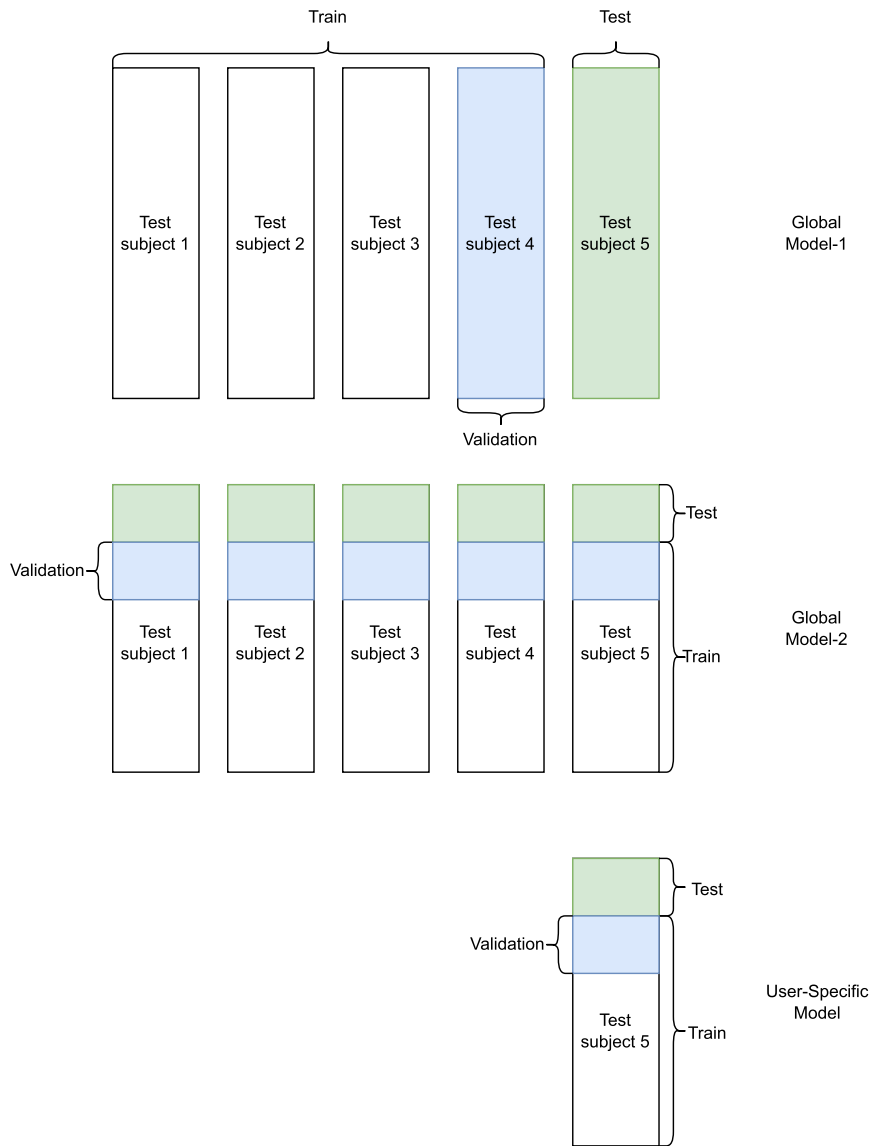 Train
Test
Test
subject 1
Test
subject 2
Test
subject 3
Test
subject 4
Test
subject 5
Global
Model-1
Validation
Test
Validation
Test
subject 1
Test
subject 2
Test
subject 3
Test
subject 4
Test
subject 5
Train
Global
Model-2
Test
Validation
Test
subject 5
Train
User-Specific
Model